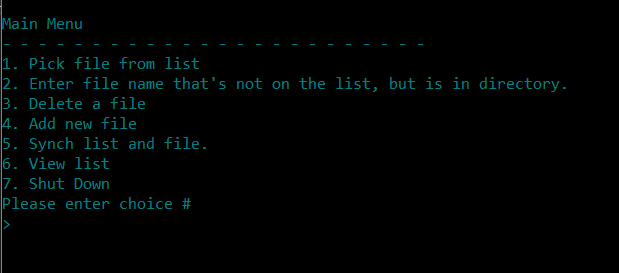 Main Menu
- - - - - - - - - - - - - - - - - - - - - - - -
1. Pick file from list
2. Enter file name that's not on the list, but is in directory.
3. Delete a file
4. Add new file
5. Synch list and file.
6. View list
7. Shut Down
Please enter choice #
>